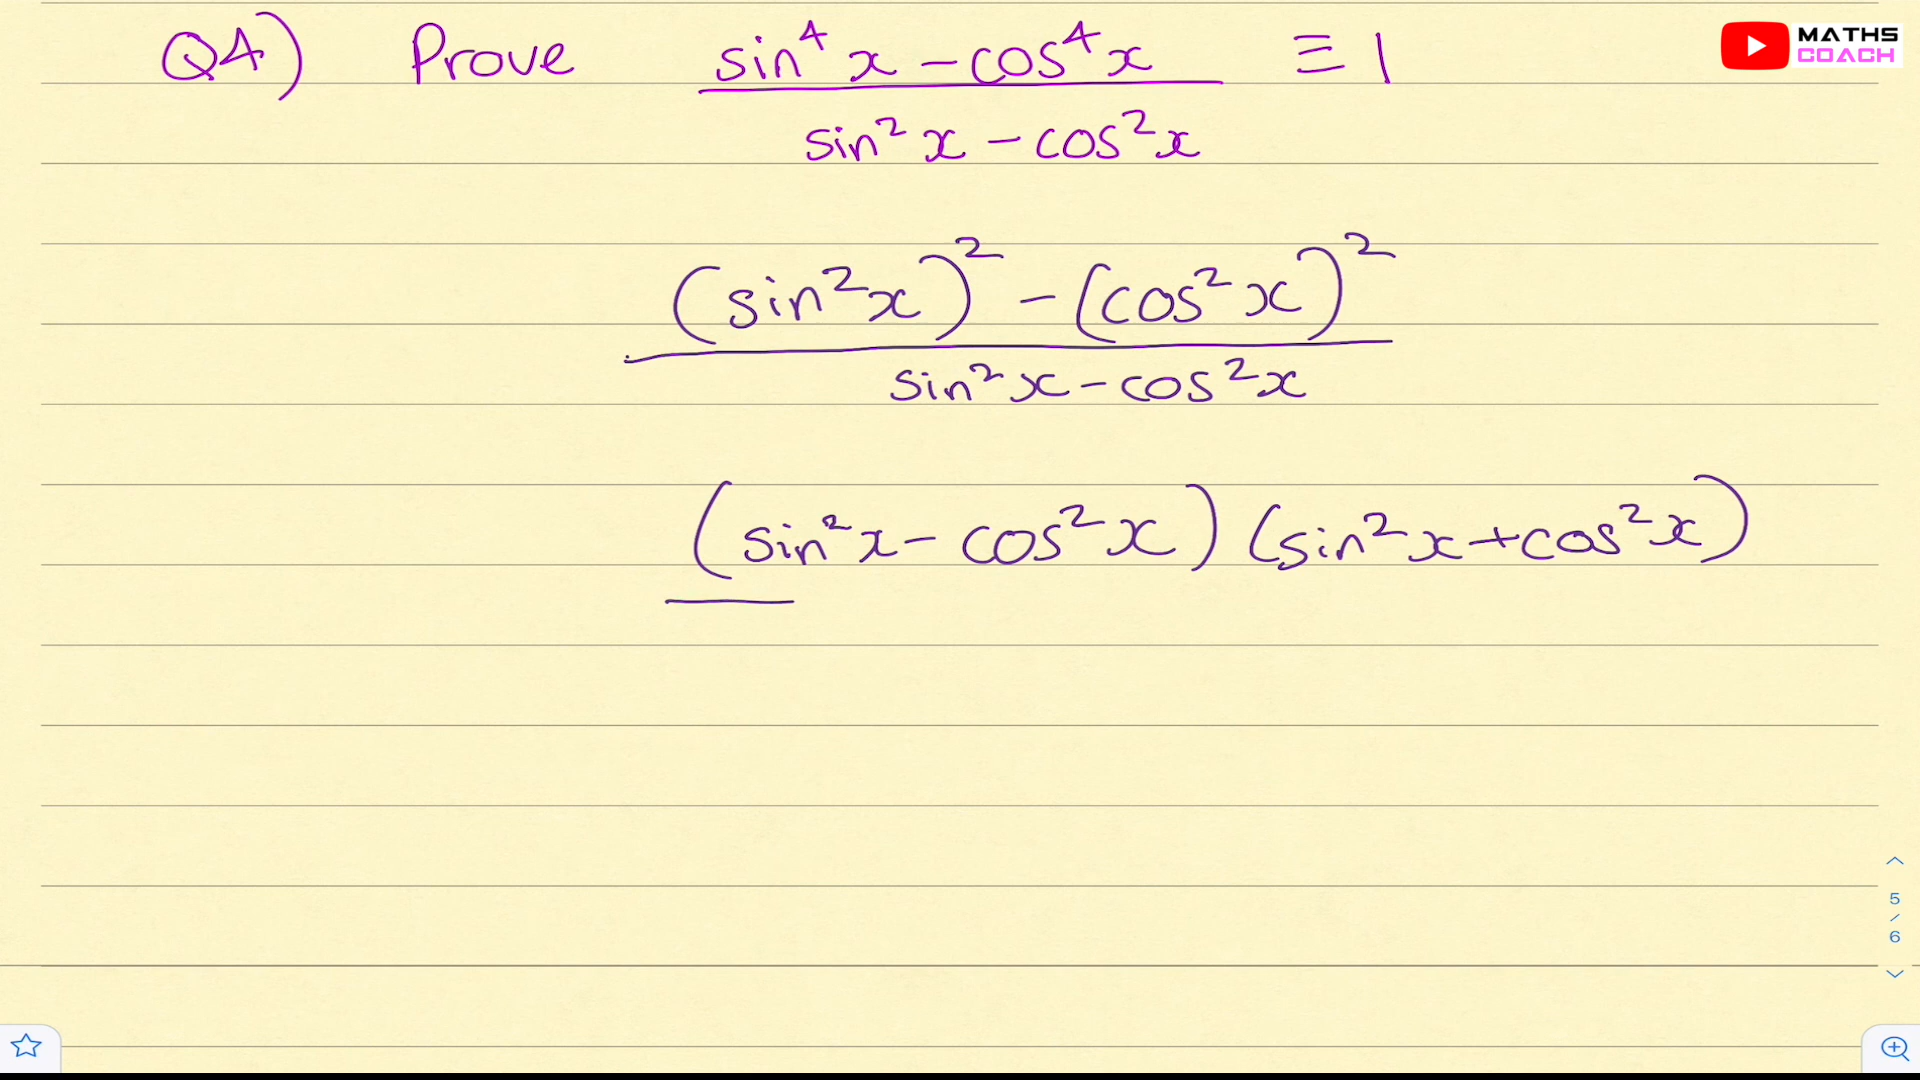 Q4) Prove sin⁴x - cos⁴x ≡ 1
sin²x - cos²x
(sin²x)² - (cos²x)²
sin²x - cos²x
(sin²x - cos²x)(sin²x + cos²x)
MATHS
COACH
5
/
6